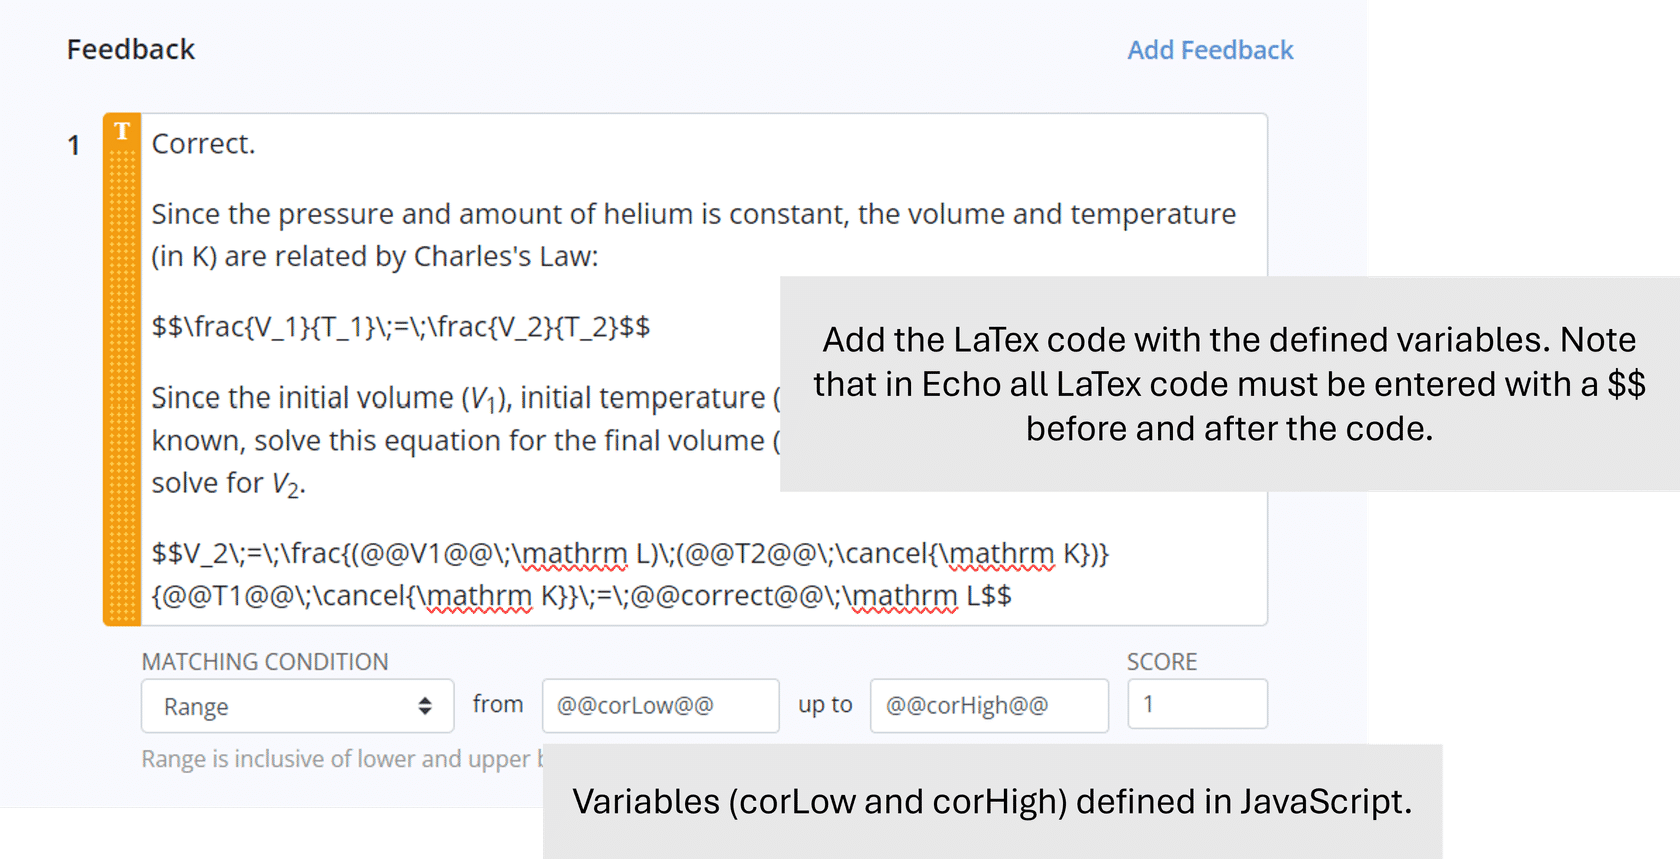 Feedback
Add Feedback
1
T
Correct.
Since the pressure and amount of helium is constant, the volume and temperature
(in K) are related by Charles's Law:
$$\frac{V_1}{T_1}\;=\;\frac{V_2}{T_2}$$
Since the initial volume (V₁), initial temperature (
known, solve this equation for the final volume (
solve for V₂.
$$V_2\;=\;\frac{(@@V1@@\;\mathrm L)\;(@@T2@@\;\cancel{\mathrm K})}
{@@T1@@\;\cancel{\mathrm K}}\;=\;@@correct@@\;\mathrm L$$
Add the LaTex code with the defined variables. Note
that in Echo all LaTex code must be entered with a $$
before and after the code.
MATCHING CONDITION
SCORE
Range
from
@@corLow@@
up to
@@corHigh@@
1
Range is inclusive of lower and upper
Variables (corLow and corHigh) defined in JavaScript.